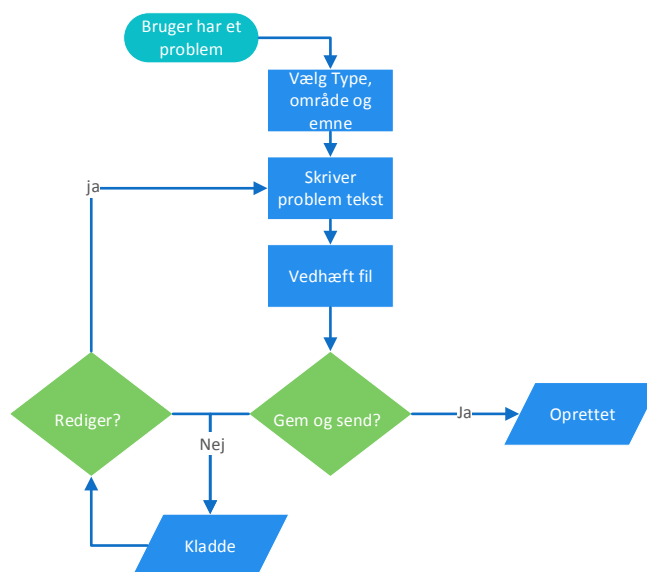 Bruger har et
problem
Vælg Type,
område og
emne
ja
Skriver
problem tekst
Vedhæft fil
Rediger?
Gem og send?
Ja
Oprettet
Nej
Kladde